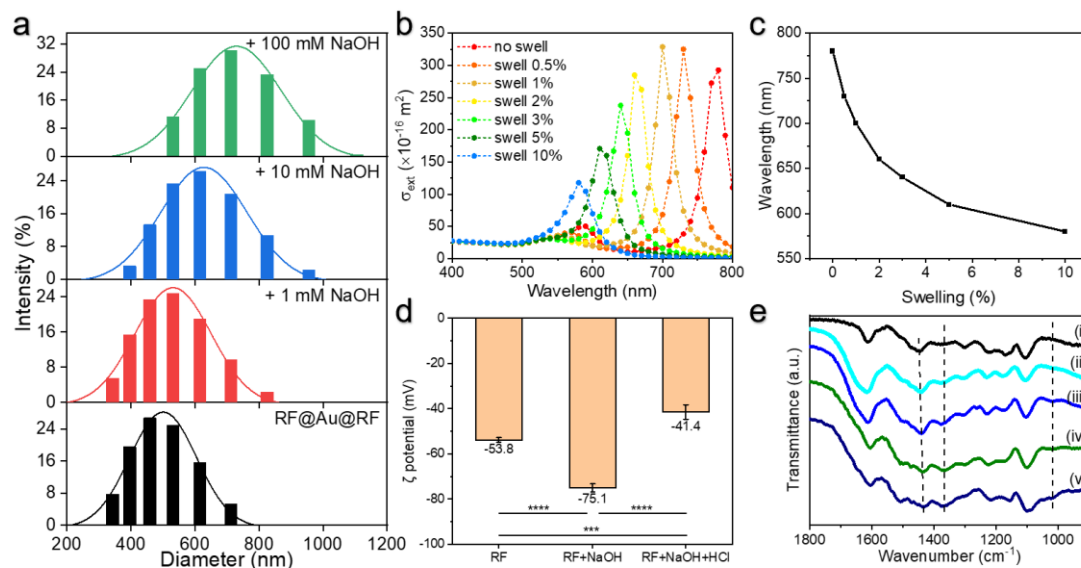 a
Intensity (%)
+ 100 mM NaOH
32
24
16
8
0
+ 10 mM NaOH
24
16
8
0
+ 1 mM NaOH
24
16
8
0
RF@Au@RF
24
16
8
0
200 400 600 800 1000
Diameter (nm)
b
σext (×10-16 m2)
350
300
250
200
150
100
50
0
no swell
swell 0.5%
swell 1%
swell 2%
swell 3%
swell 5%
swell 10%
400 500 600 700 800
Wavelength (nm)
c
Wavelength (nm)
800
750
700
650
600
550
0 2 4 6 8 10
Swelling (%)
d
ζ potential (mV)
0
-20
-40
-60
-80
-100
-53.8
-75.1
-41.4
**** ****
***
RF RF+NaOH RF+NaOH+HCl
e
Transmittance (a.u.)
(i
(ii
(iii
(iv
(v
1800 1600 1400 1200 1000
Wavenumber (cm-1)